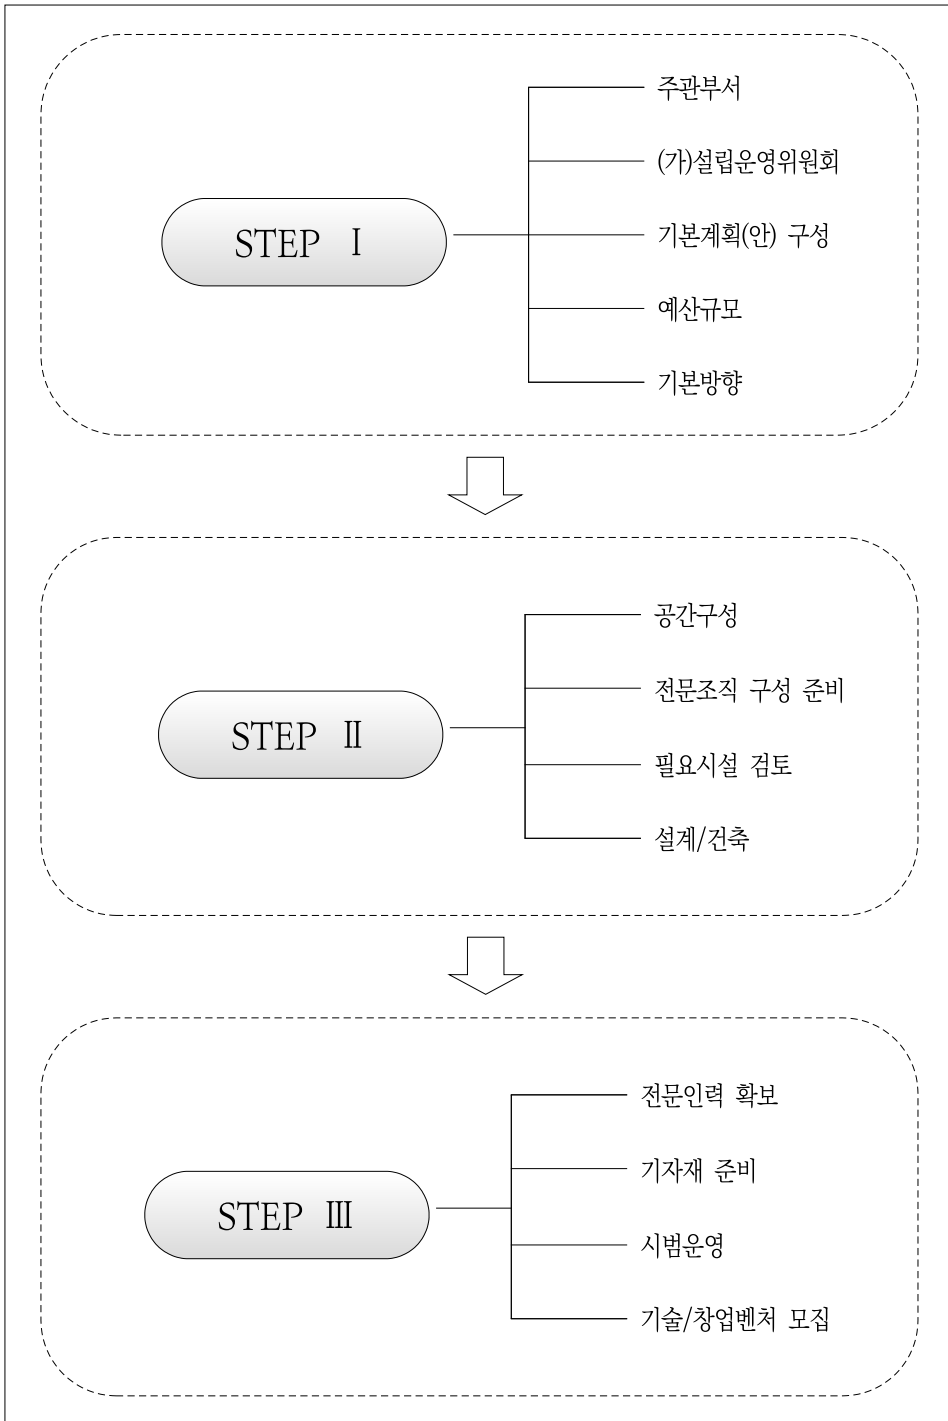 STEP Ⅰ
주관부서
(가)설립운영위원회
기본계획(안) 구성
예산규모
기본방향
STEP Ⅱ
공간구성
전문조직 구성 준비
필요시설 검토
설계/건축
STEP Ⅲ
전문인력 확보
기자재 준비
시범운영
기술/창업벤처 모집